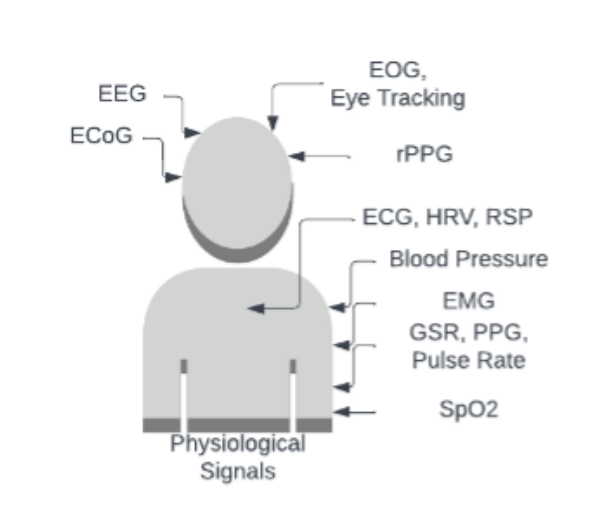 EEG
ECoG
EOG,
Eye Tracking
rPPG
ECG, HRV, RSP
Blood Pressure
EMG
GSR, PPG,
Pulse Rate
SpO2
Physiological
Signals